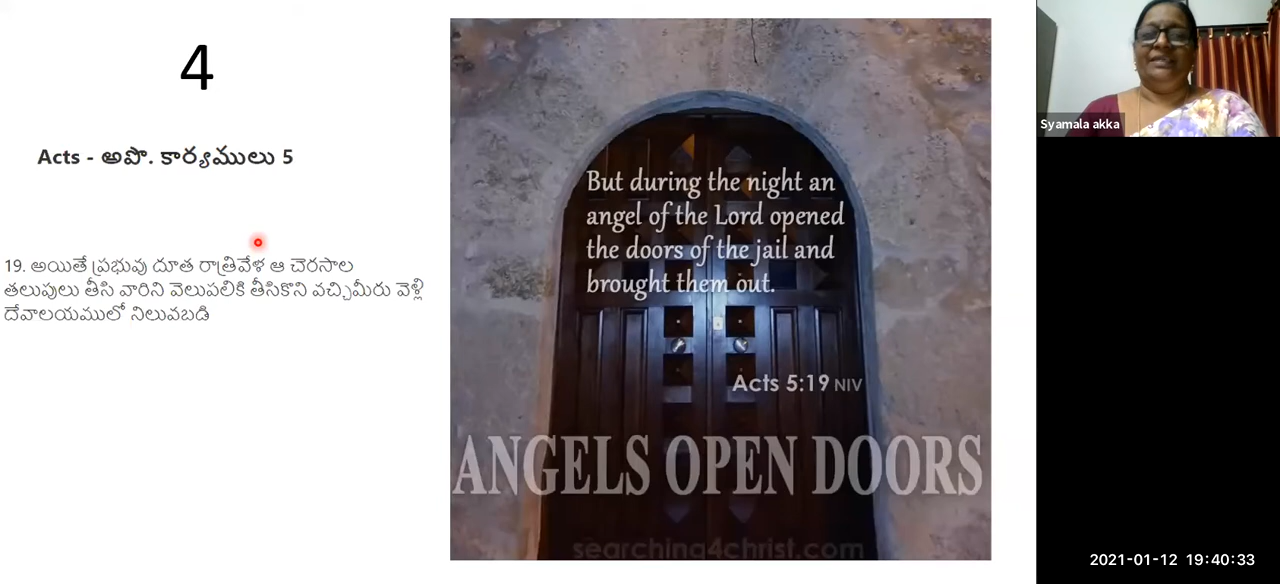 4
Acts - అపొ. కార్యములు 5
19. అయితే ప్రభువు దూత రాత్రివేళ ఆ చెరసాల
తలుపులు తీసి వారిని వెలుపలికి తీసికొని వచ్చిమీరు వెళ్లి
దేవాలయములో నిలువబడి
But during the night an
angel of the Lord opened
the doors of the jail and
brought them out.
Acts 5:19 NIV
ANGELS OPEN DOORS
searching4christ.com
Syamala akka
2021-01-12 19:40:33